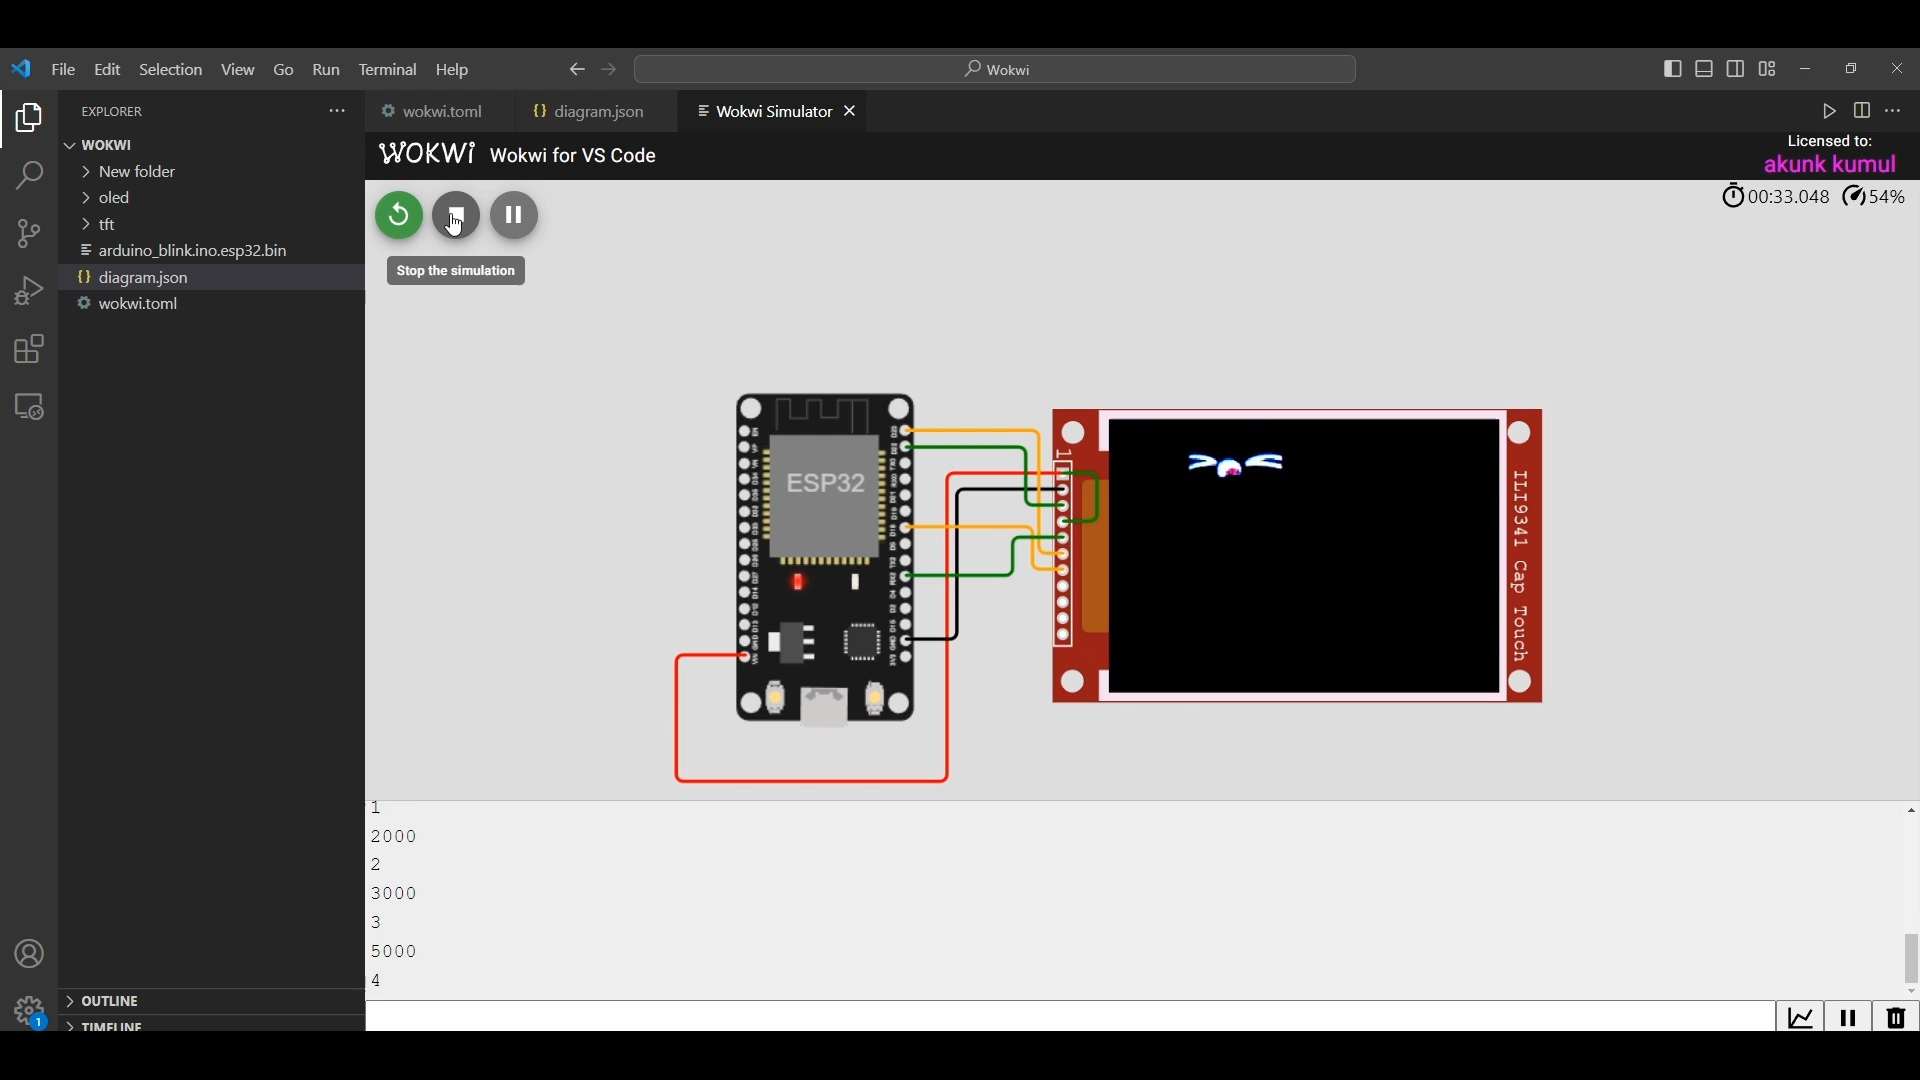 File Edit Selection View Go Run Terminal Help
Wokwi
EXPLORER
WOKWI
New folder
oled
tft
arduino_blink.ino.esp32.bin
diagram.json
wokwi.toml
OUTLINE
TIMELINE
1
wokwi.toml
diagram.json
Wokwi Simulator
WOKWi Wokwi for VS Code
Licensed to:
akunk kumul
00:33.048 54%
Stop the simulation
ESP32
1
ILI9341 Cap Touch
1
2000
2
3000
3
5000
4